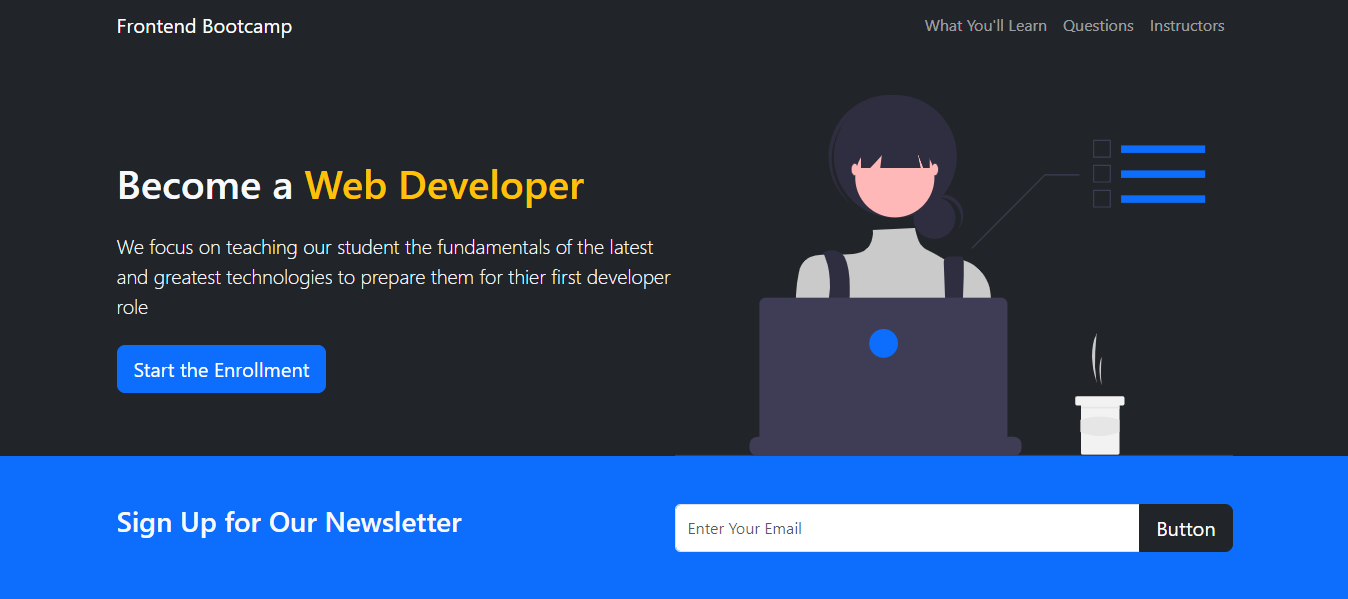 Frontend Bootcamp
What You'll Learn Questions Instructors
Become a Web Developer
We focus on teaching our student the fundamentals of the latest
and greatest technologies to prepare them for thier first developer
role
Start the Enrollment
Sign Up for Our Newsletter
Enter Your Email
Button